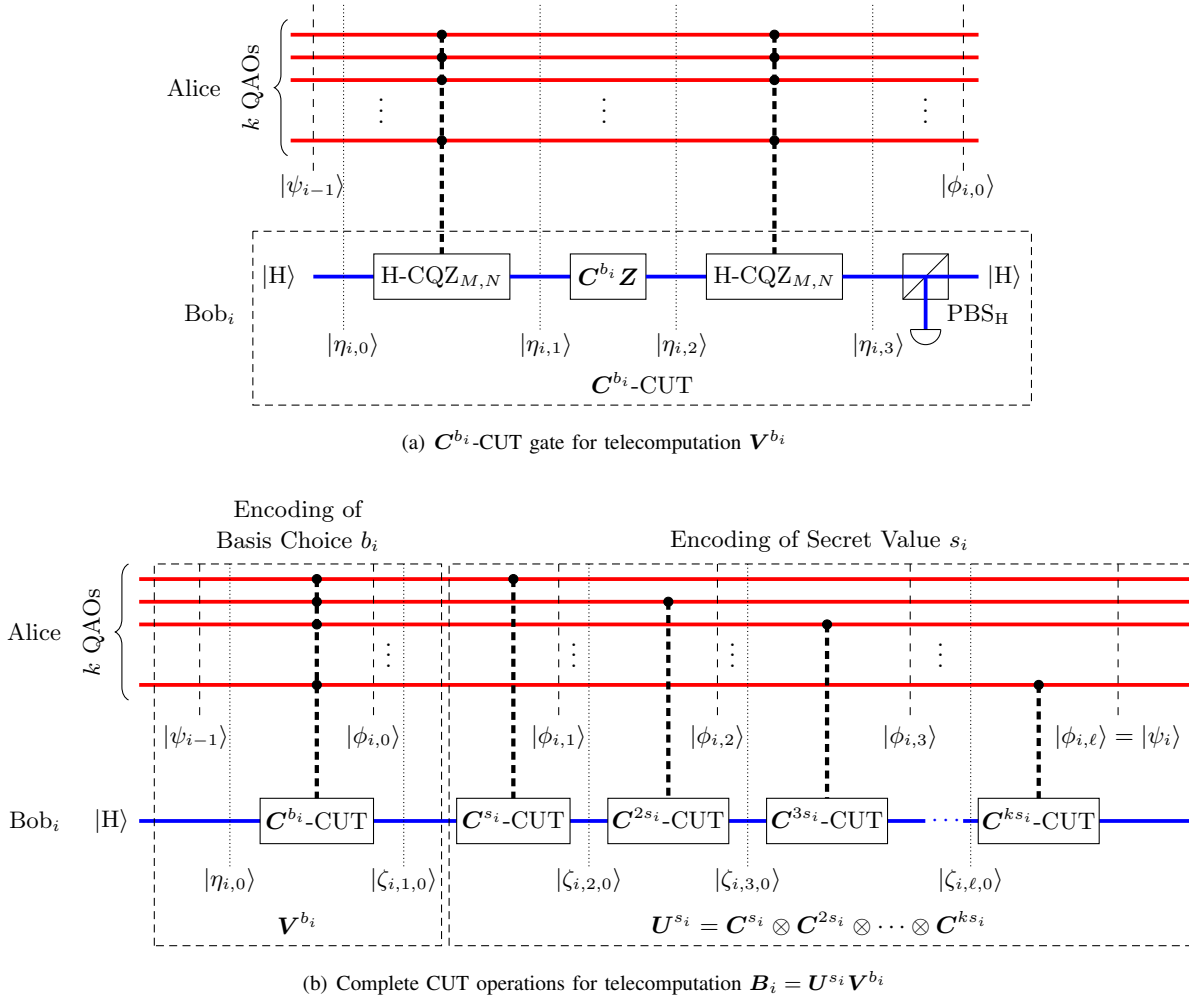 Alice
k QAOs
⋮ ⋮ ⋮
|ψ_{i−1}⟩ |φ_{i,0}⟩
|H⟩ H-CQZ_{M,N} C^{b_i}Z H-CQZ_{M,N} |H⟩
Bob_i PBS_H
|η_{i,0}⟩ |η_{i,1}⟩ |η_{i,2}⟩ |η_{i,3}⟩
C^{b_i}-CUT
(a) C^{b_i}-CUT gate for telecomputation V^{b_i}
Encoding of
Basis Choice b_i
Encoding of Secret Value s_i
Alice
k QAOs
⋮ ⋮ ⋮ ⋮
|ψ_{i−1}⟩ |ϕ_{i,0}⟩ |ϕ_{i,1}⟩ |ϕ_{i,2}⟩ |ϕ_{i,3}⟩ |ϕ_{i,ℓ}⟩ = |ψ_i⟩
Bob_i |H⟩ C^{b_i}-CUT C^{s_i}-CUT C^{2s_i}-CUT C^{3s_i}-CUT ··· C^{ks_i}-CUT
|η_{i,0}⟩ |ζ_{i,1,0}⟩ |ζ_{i,2,0}⟩ |ζ_{i,3,0}⟩ |ζ_{i,ℓ,0}⟩
V^{b_i} U^{s_i} = C^{s_i} ⊗ C^{2s_i} ⊗ ··· ⊗ C^{ks_i}
(b) Complete CUT operations for telecomputation B_i = U^{s_i}V^{b_i}